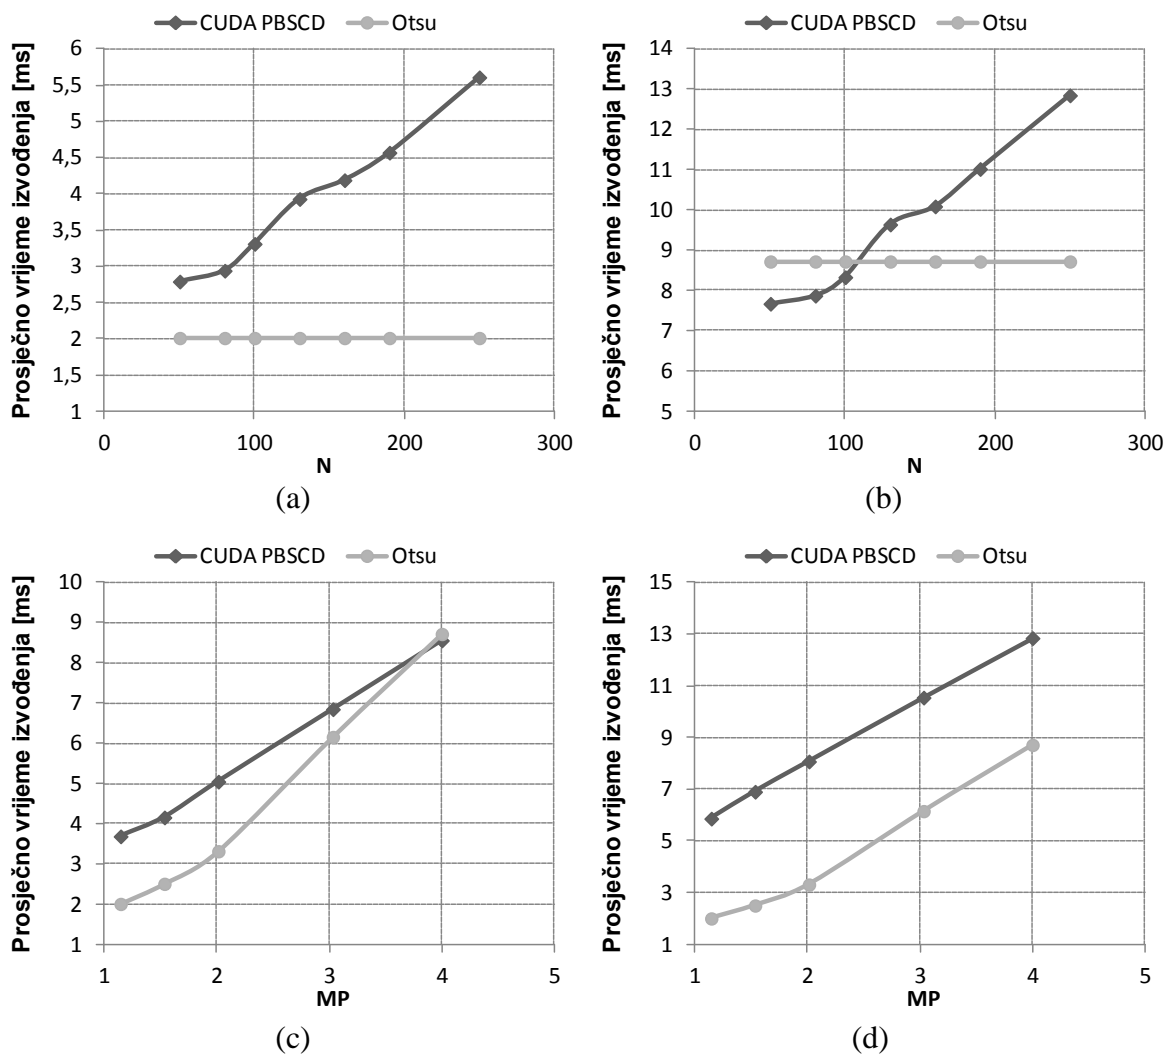 CUDA PBSCD Otsu
Prosječno vrijeme izvođenja [ms]
6
5,5
5
4,5
4
3,5
3
2,5
2
1,5
1
0 100 200 300
N
(a)
CUDA PBSCD Otsu
Prosječno vrijeme izvođenja [ms]
14
13
12
11
10
9
8
7
6
5
0 100 200 300
N
(b)
CUDA PBSCD Otsu
Prosječno vrijeme izvođenja [ms]
10
9
8
7
6
5
4
3
2
1
1 2 3 4 5
MP
(c)
CUDA PBSCD Otsu
Prosječno vrijeme izvođenja [ms]
15
13
11
9
7
5
3
1
1 2 3 4 5
MP
(d)